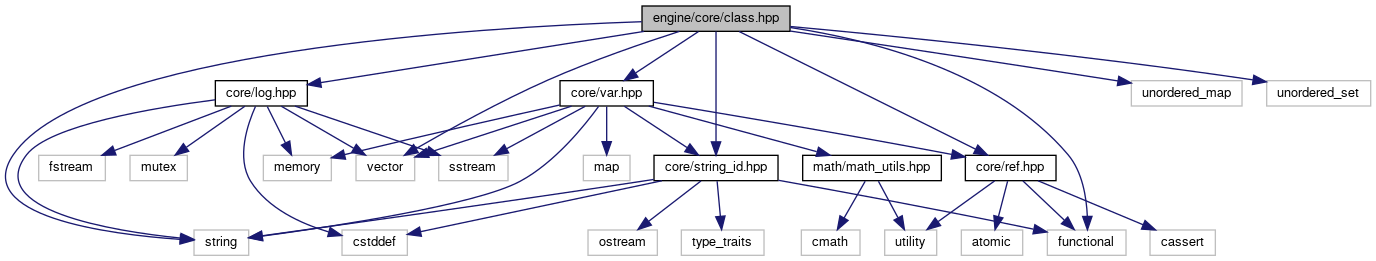 engine/core/class.hpp
core/log.hpp
core/var.hpp
unordered_map
unordered_set
fstream
mutex
memory
vector
sstream
map
core/string_id.hpp
math/math_utils.hpp
core/ref.hpp
string
cstddef
ostream
type_traits
cmath
utility
atomic
functional
cassert